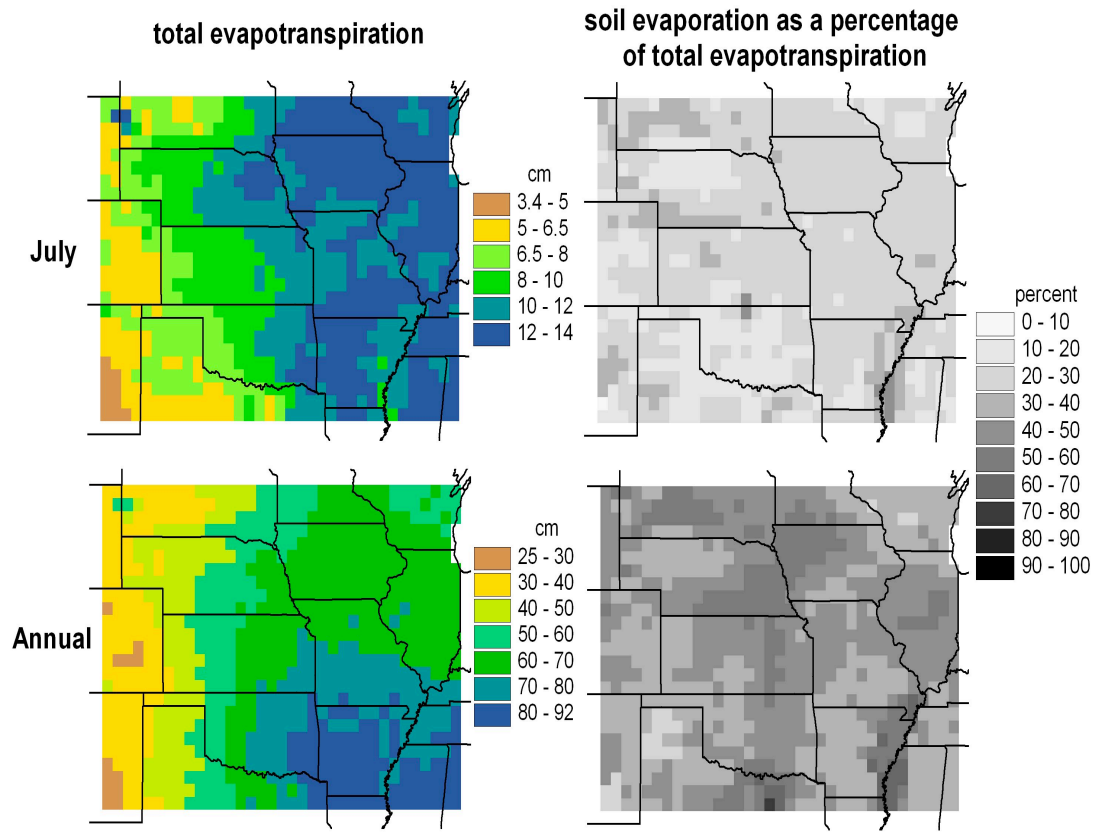 total evapotranspiration
soil evaporation as a percentage
of total evapotranspiration
July
cm
3.4 - 5
5 - 6.5
6.5 – 8
8 - 10
10 - 12
12 - 14
percent
0 - 10
10 - 20
20 - 30
30 - 40
40 - 50
50 - 60
60 - 70
70 - 80
80 - 90
90 - 100
Annual
cm
25 - 30
30 - 40
40 - 50
50 - 60
60 - 70
70 - 80
80 - 92